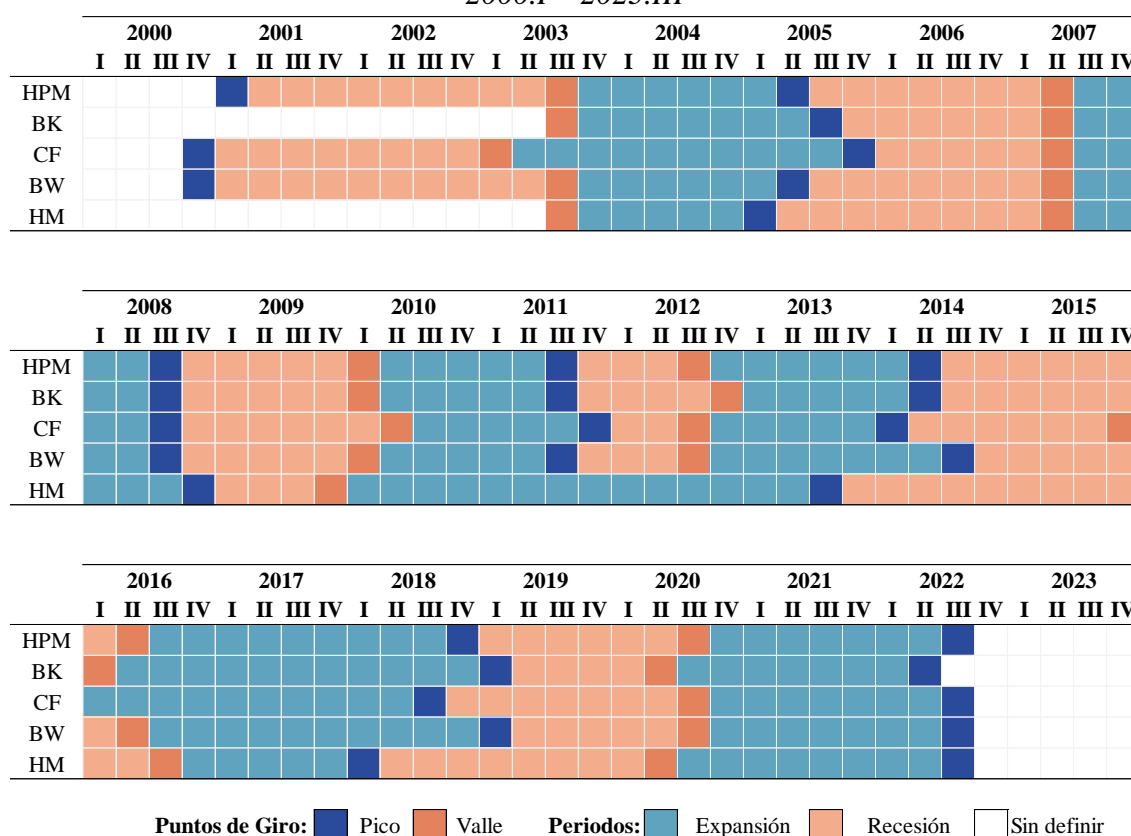 2000.I – 2023.III
2000 2001 2002 2003 2004 2005 2006 2007
I II III IV I II III IV I II III IV I II III IV I II III IV I II III IV I II III IV I II III IV
HPM
BK
CF
BW
HM
2008 2009 2010 2011 2012 2013 2014 2015
I II III IV I II III IV I II III IV I II III IV I II III IV I II III IV I II III IV I II III IV
HPM
BK
CF
BW
HM
2016 2017 2018 2019 2020 2021 2022 2023
I II III IV I II III IV I II III IV I II III IV I II III IV I II III IV I II III IV I II III IV
HPM
BK
CF
BW
HM
Puntos de Giro: Pico Valle Periodos: Expansión Recesión Sin definir